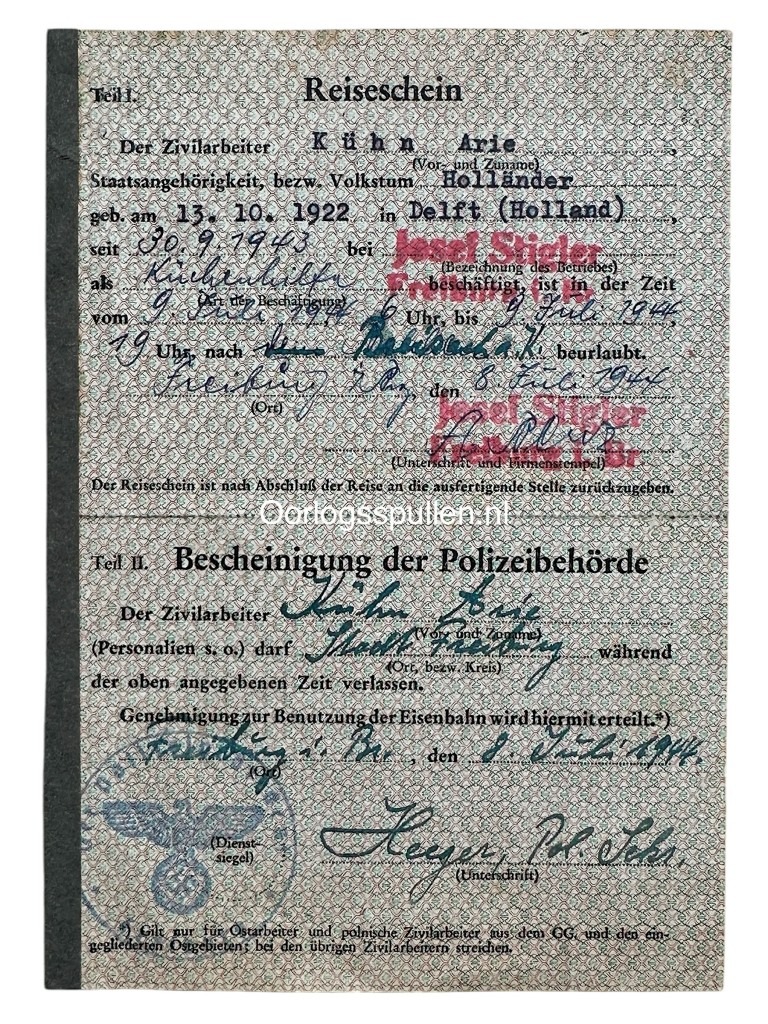 Teil I. Reiseschein
Der Zivilarbeiter Kühn Arie,
(Vor- und Zuname)
Staatsangehörigkeit, bezw. Volkstum Holländer
geb. am 13. 10. 1922 in Delft (Holland),
seit 30.9.1943 bei Josef Stigler
(Bezeichnung des Betriebes)
Freiburg i. Br.
als Küchenhilfe beschäftigt, ist in der Zeit
(Art der Beschäftigung)
vom 9. Juli 1944, 6 Uhr, bis 9. Juli 1944,
19 Uhr, nach beurlaubt.
Freiburg i. Br., den 8. Juli 1944
(Ort)
Josef Stigler
Freiburg i. Br.
(Unterschrift und Firmenstempel)
Der Reiseschein ist nach Abschluß der Reise an die ausfertigende Stelle zurückzugeben.
Oorlogsspullen.nl
Teil II. Bescheinigung der Polizeibehörde
Der Zivilarbeiter Kühn Arie
(Vor- und Zuname)
(Personalien s. o.) darf Stadt Freiburg während
(Ort, bezw. Kreis)
der oben angegebenen Zeit verlassen.
Genehmigung zur Benutzung der Eisenbahn wird hiermit erteilt.*)
Freiburg i. Br., den 8. Juli 1944.
(Ort)
(Dienst-
siegel)
Pol. Sekr.
(Unterschrift)
*) Gilt nur für Ostarbeiter und polnische Zivilarbeiter aus dem GG. und den ein-
gegliederten Ostgebieten; bei den übrigen Zivilarbeitern streichen.